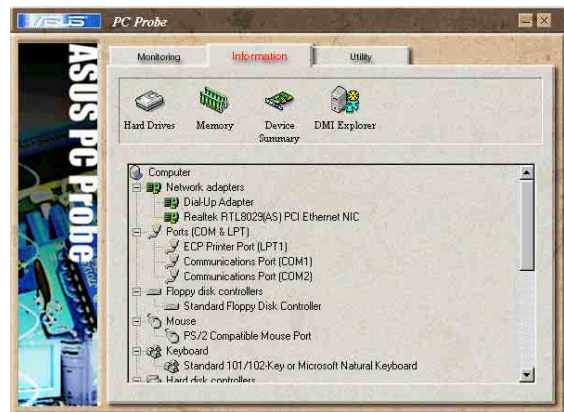 ASUS PC Probe
ASUS PC Probe
Monitoring
Information
Utility
Hard Drives
Memory
Device
Summary
DMI Explorer
Computer
Network adapters
Dial-Up Adapter
Realtek RTL8029(AS) PCI Ethernet NIC
Ports (COM & LPT)
ECP Printer Port (LPT1)
Communications Port (COM1)
Communications Port (COM2)
Floppy disk controllers
Standard Floppy Disk Controller
Mouse
PS/2 Compatible Mouse Port
Keyboard
Standard 101/102-Key or Microsoft Natural Keyboard
Hard disk controllers